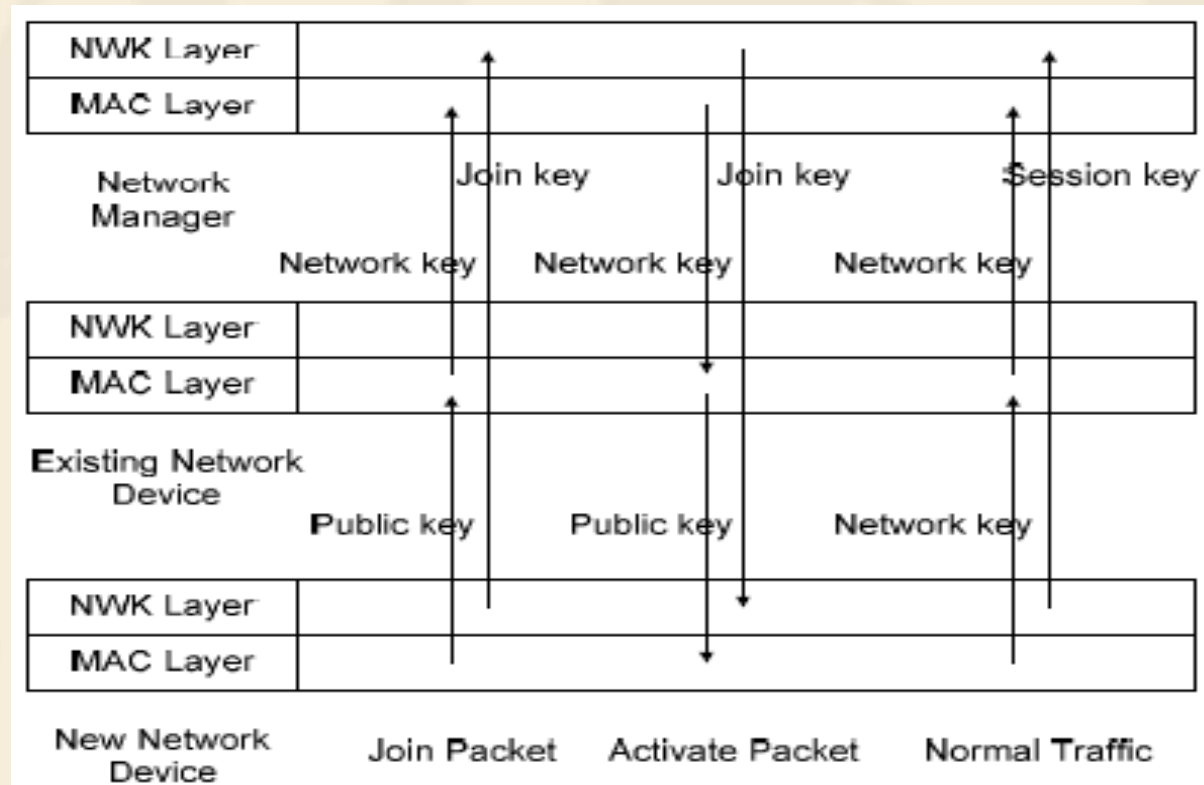 NWK Layer
MAC Layer
Network
Manager
Join key
Join key
Session key
Network key
Network key
Network key
NWK Layer
MAC Layer
Existing Network
Device
Public key
Public key
Network key
NWK Layer
MAC Layer
New Network
Device
Join Packet
Activate Packet
Normal Traffic